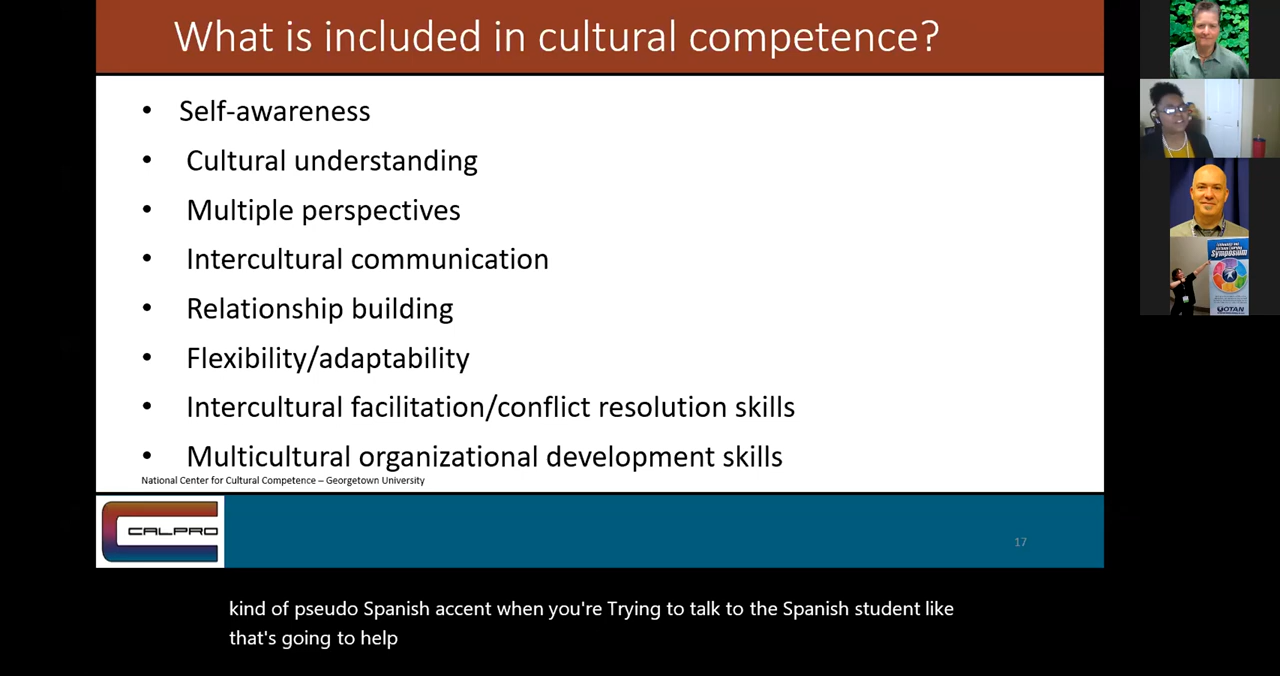 What is included in cultural competence?
• Self-awareness
• Cultural understanding
• Multiple perspectives
• Intercultural communication
• Relationship building
• Flexibility/adaptability
• Intercultural facilitation/conflict resolution skills
• Multicultural organizational development skills
National Center for Cultural Competence – Georgetown University
CALPRO
17
kind of pseudo Spanish accent when you're Trying to talk to the Spanish student like
that's going to help
Symposium
OTAN